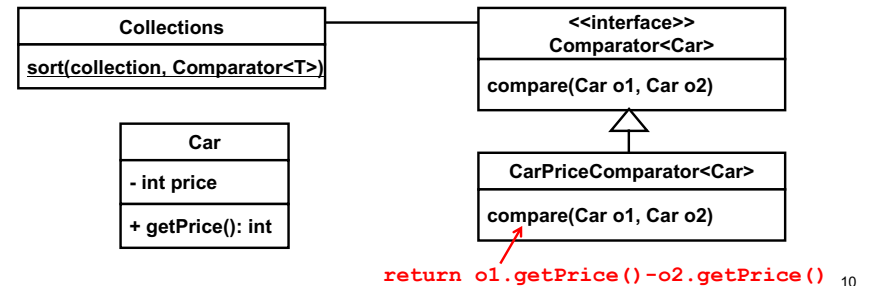 Collections
sort(collection, Comparator<T>)
<<interface>>
Comparator<Car>
compare(Car o1, Car o2)
Car
- int price
+ getPrice(): int
CarPriceComparator<Car>
compare(Car o1, Car o2)
return o1.getPrice()-o2.getPrice()
10